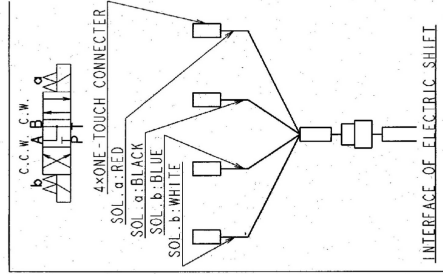 C.C.W. C.W.
b A B a
P T
4×ONE-TOUCH CONNECTER
SOL.a:RED
SOL.a:BLACK
SOL.b:BLUE
SOL.b:WHITE
INTERFACE OF ELECTRIC SHIFT